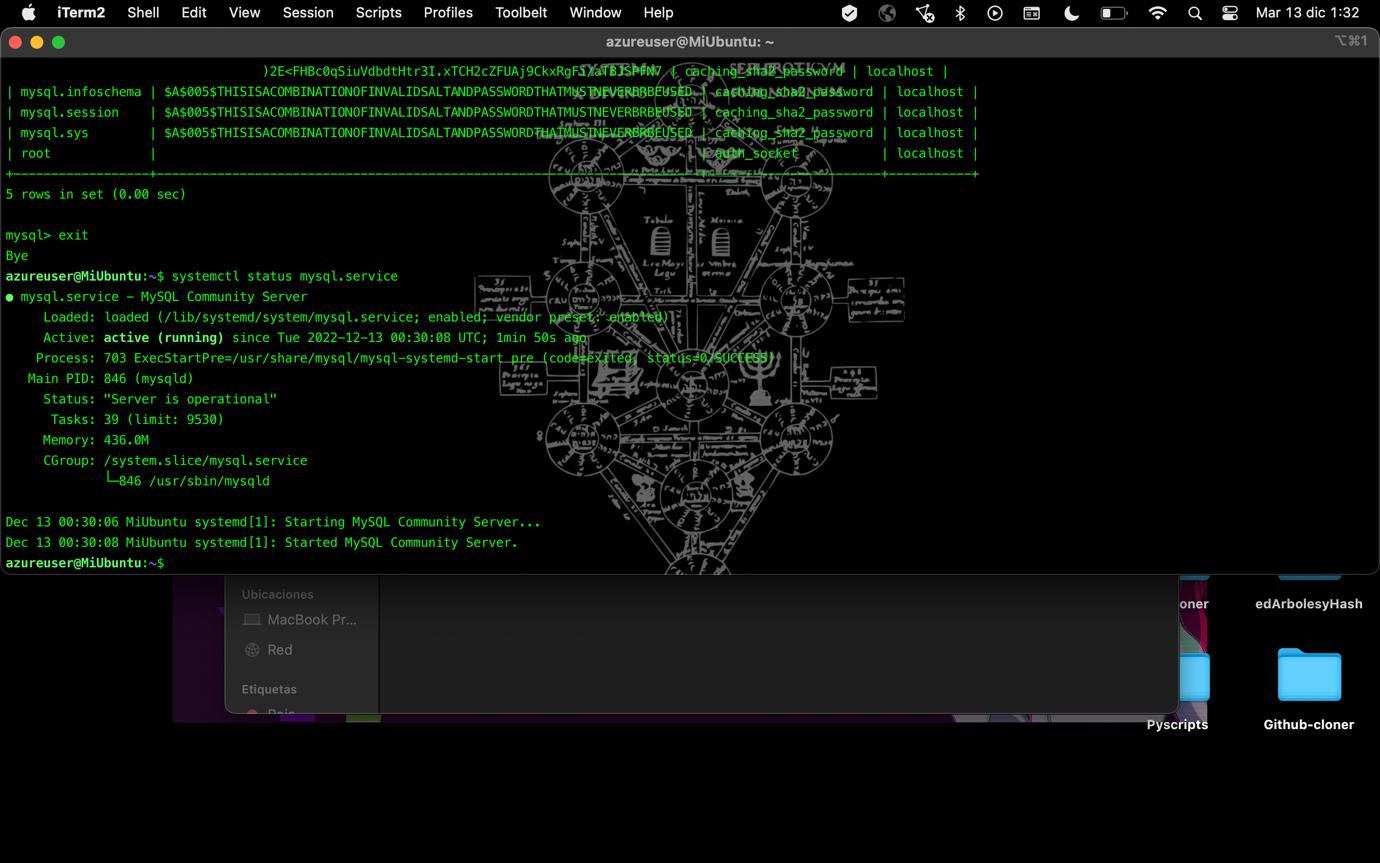 iTerm2 Shell Edit View Session Scripts Profiles Toolbelt Window Help Mar 13 dic 1:32
azureuser@MiUbuntu: ~ ⌥⌘1
| caching_sha2_password | localhost |
| mysql.infoschema | $A$005$THISISACOMBINATIONOFINVALIDSALTANDPASSWORDTHATMUSTNEVERBRBEUSED | caching_sha2_password | localhost |
| mysql.session | $A$005$THISISACOMBINATIONOFINVALIDSALTANDPASSWORDTHATMUSTNEVERBRBEUSED | caching_sha2_password | localhost |
| mysql.sys | $A$005$THISISACOMBINATIONOFINVALIDSALTANDPASSWORDTHATMUSTNEVERBRBEUSED | caching_sha2_password | localhost |
| root | | auth_socket | localhost |
5 rows in set (0.00 sec)
mysql> exit
Bye
azureuser@MiUbuntu:~$ systemctl status mysql.service
● mysql.service - MySQL Community Server
Loaded: loaded (/lib/systemd/system/mysql.service; enabled; vendor preset: enabled)
Active: active (running) since Tue 2022-12-13 00:30:08 UTC; 1min 50s ago
Process: 703 ExecStartPre=/usr/share/mysql/mysql-systemd-start pre (code=exited, status=0/SUCCESS)
Main PID: 846 (mysqld)
Status: "Server is operational"
Tasks: 39 (limit: 9530)
Memory: 436.0M
CGroup: /system.slice/mysql.service
└─846 /usr/sbin/mysqld
Dec 13 00:30:06 MiUbuntu systemd[1]: Starting MySQL Community Server...
Dec 13 00:30:08 MiUbuntu systemd[1]: Started MySQL Community Server.
azureuser@MiUbuntu:~$
Ubicaciones
MacBook Pr...
Red
Etiquetas
oner
edArbolesyHash
Pyscripts
Github-cloner